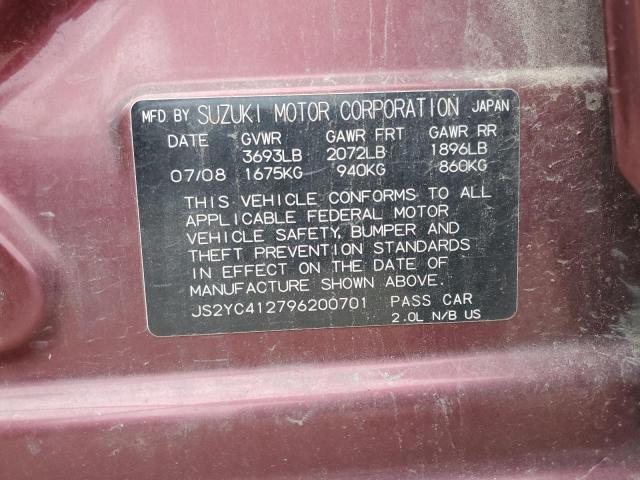 MFD BY SUZUKI MOTOR CORPORATION JAPAN
DATE GVWR GAWR FRT GAWR RR
3693LB 2072LB 1896LB
07/08 1675KG 940KG 860KG
THIS VEHICLE CONFORMS TO ALL
APPLICABLE FEDERAL MOTOR
VEHICLE SAFETY, BUMPER AND
THEFT PREVENTION STANDARDS
IN EFFECT ON THE DATE OF
MANUFACTURE SHOWN ABOVE.
JS2YC412796200701 PASS CAR
2.0L N/B US